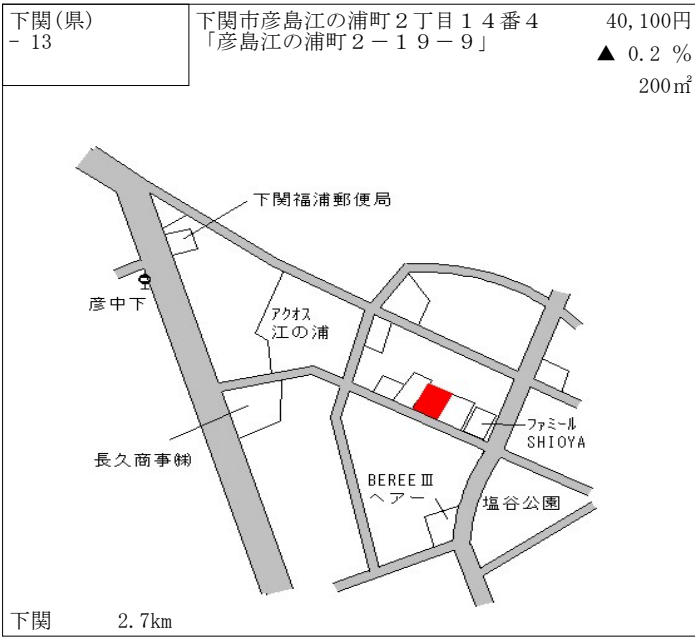 下関(県)
- 13
下関市彦島江の浦町２丁目１４番４
「彦島江の浦町２－１９－９」
40,100円
▲ 0.2 %
200㎡
下関福浦郵便局
彦中下
ｱｸｵｽ
江の浦
長久商事㈱
ﾌｧﾐｰﾙ
SHIOYA
BEREEⅢ
ヘアー
塩谷公園
下関 2.7km